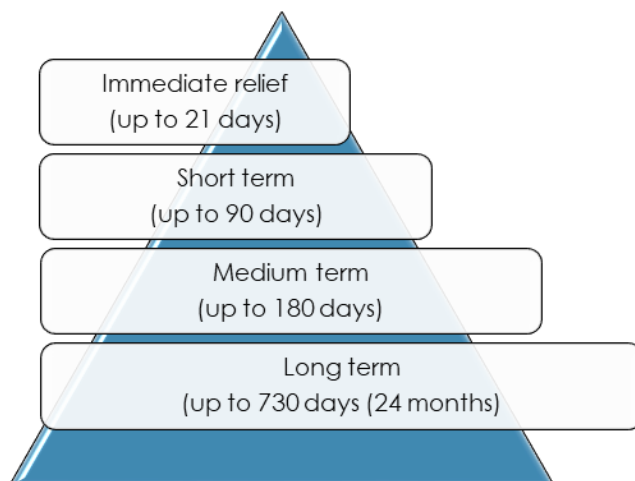 Immediate relief
(up to 21 days)
Short term
(up to 90 days)
Medium term
(up to 180 days)
Long term
(up to 730 days (24 months)